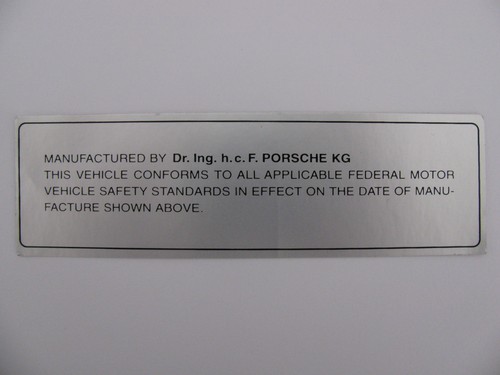 MANUFACTURED BY Dr. Ing. h.c. F. PORSCHE KG
THIS VEHICLE CONFORMS TO ALL APPLICABLE FEDERAL MOTOR
VEHICLE SAFETY STANDARDS IN EFFECT ON THE DATE OF MANU-
FACTURE SHOWN ABOVE.